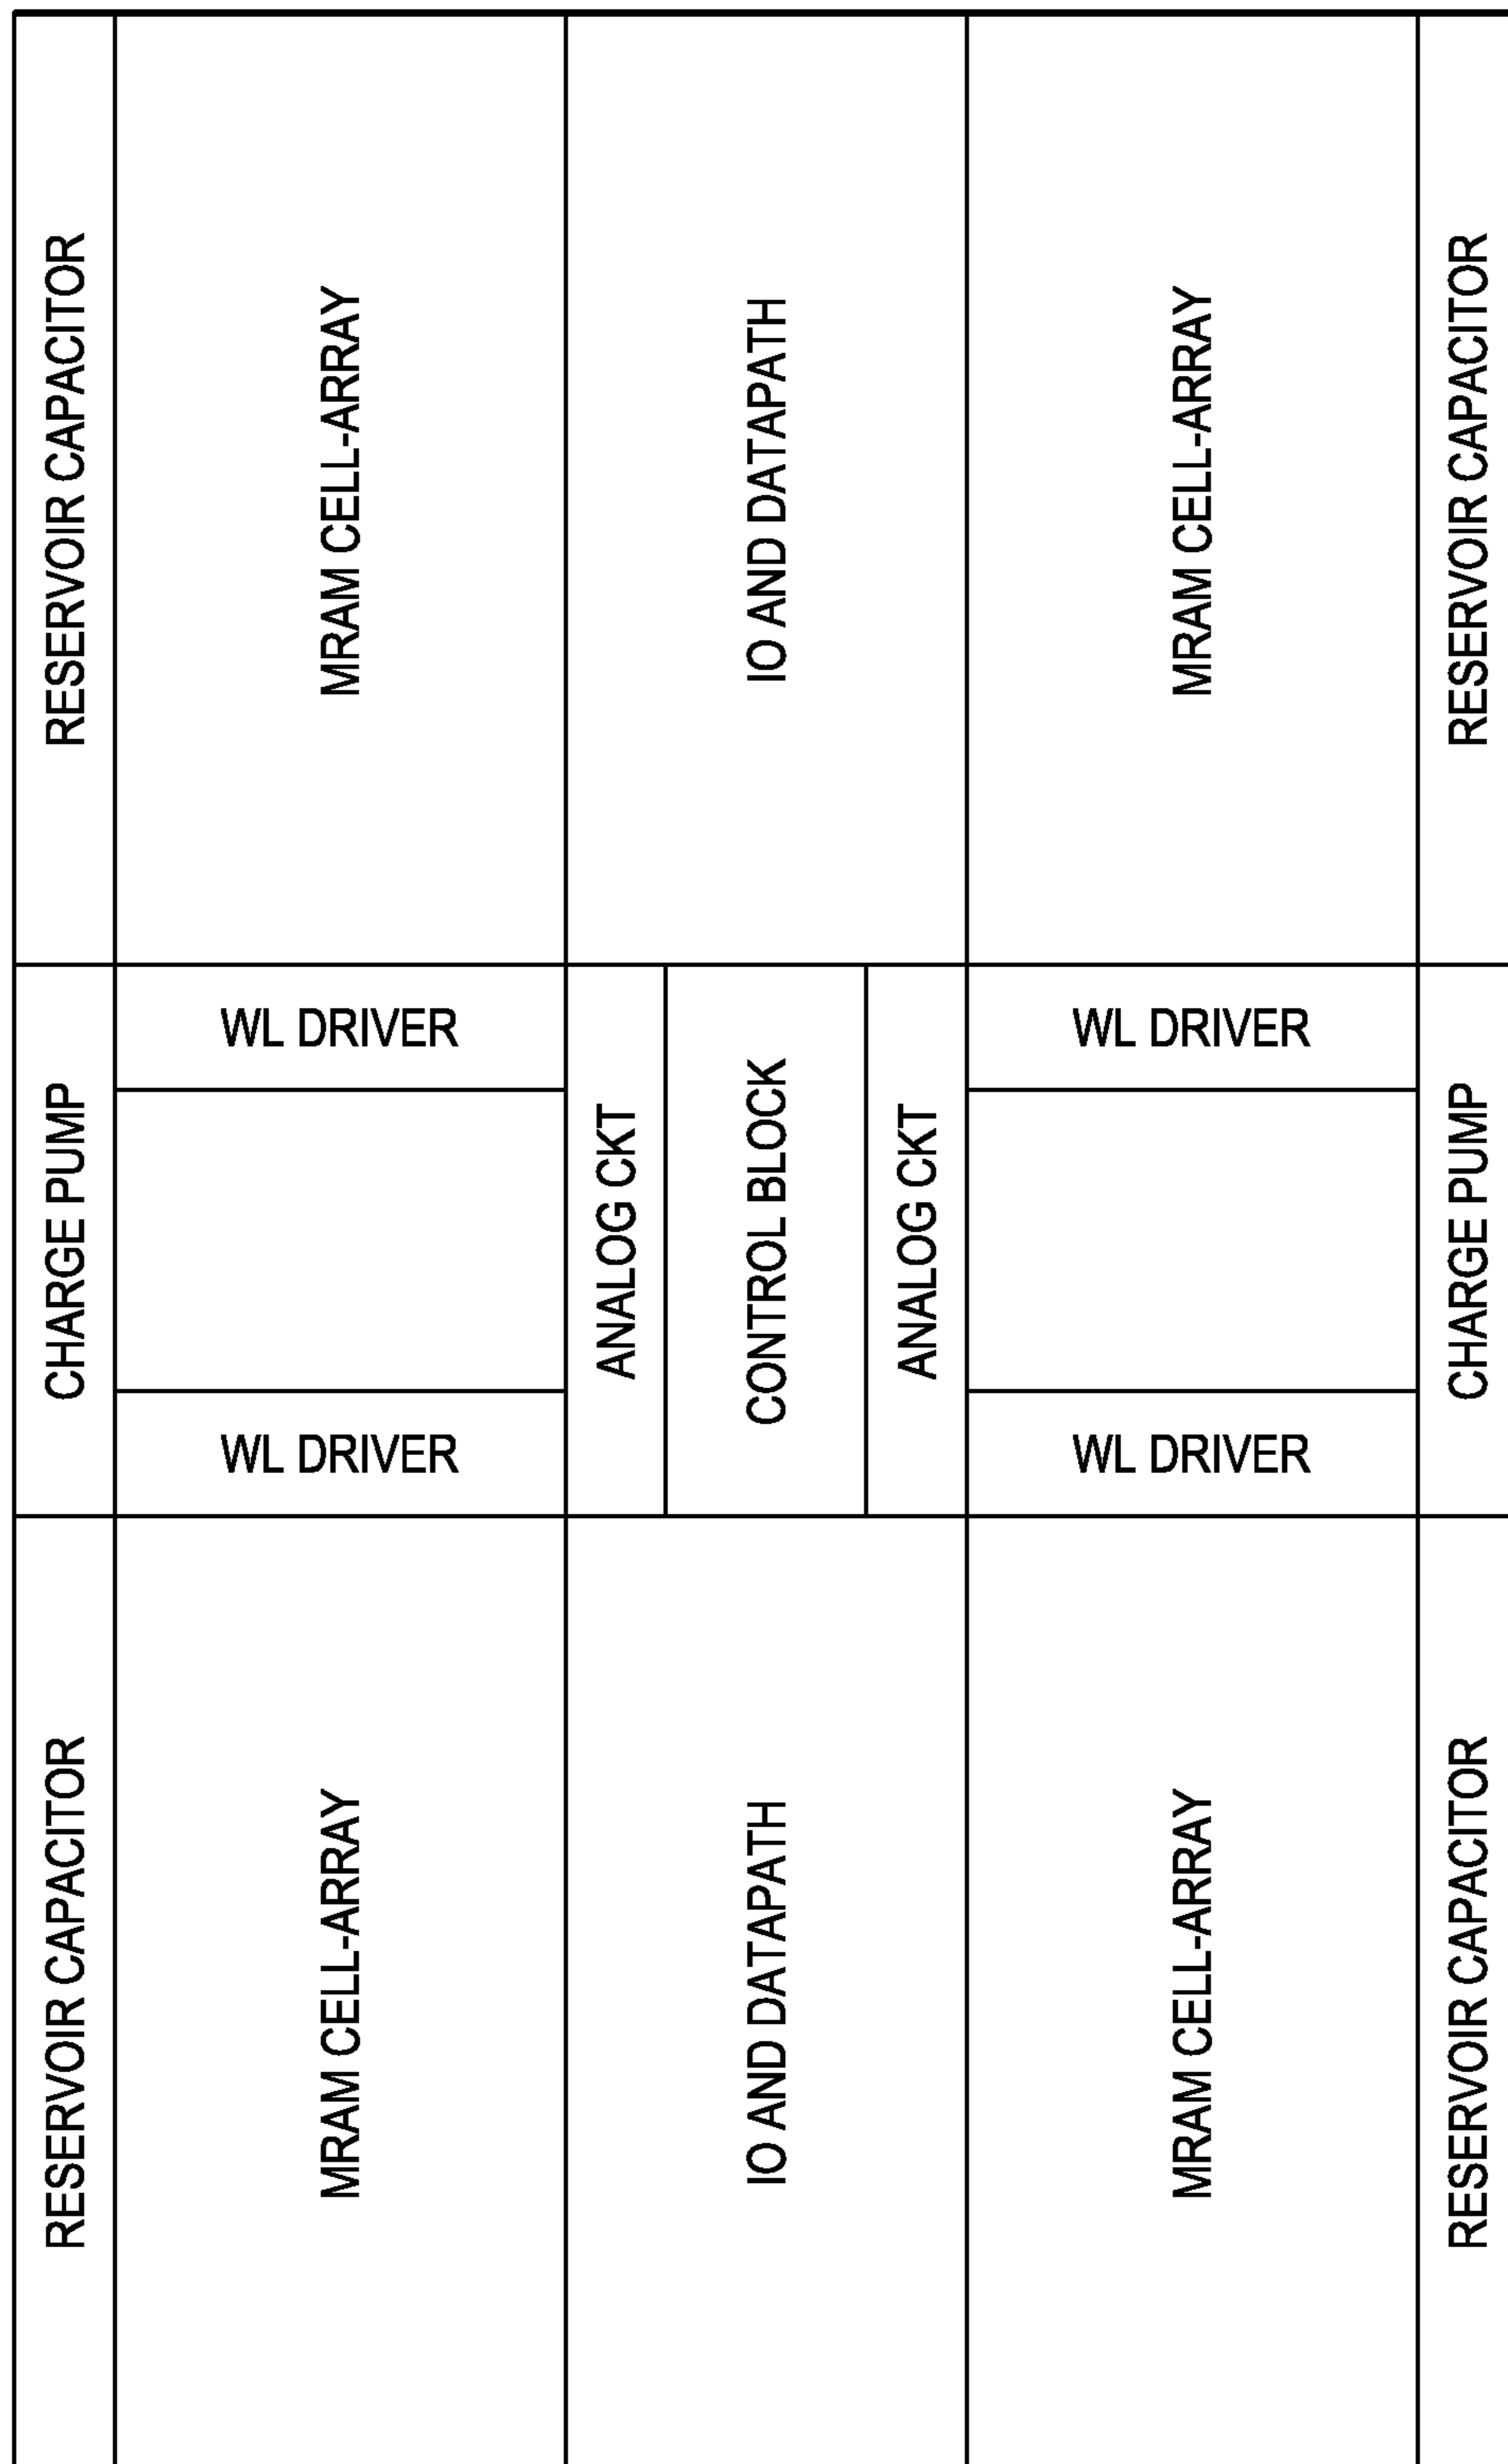 RESERVOIR CAPACITOR
MRAM CELL-ARRAY
IO AND DATAPATH
MRAM CELL-ARRAY
RESERVOIR CAPACITOR
CHARGE PUMP
WL DRIVER
WL DRIVER
ANALOG CKT
CONTROL BLOCK
ANALOG CKT
WL DRIVER
WL DRIVER
CHARGE PUMP
RESERVOIR CAPACITOR
MRAM CELL-ARRAY
IO AND DATAPATH
MRAM CELL-ARRAY
RESERVOIR CAPACITOR